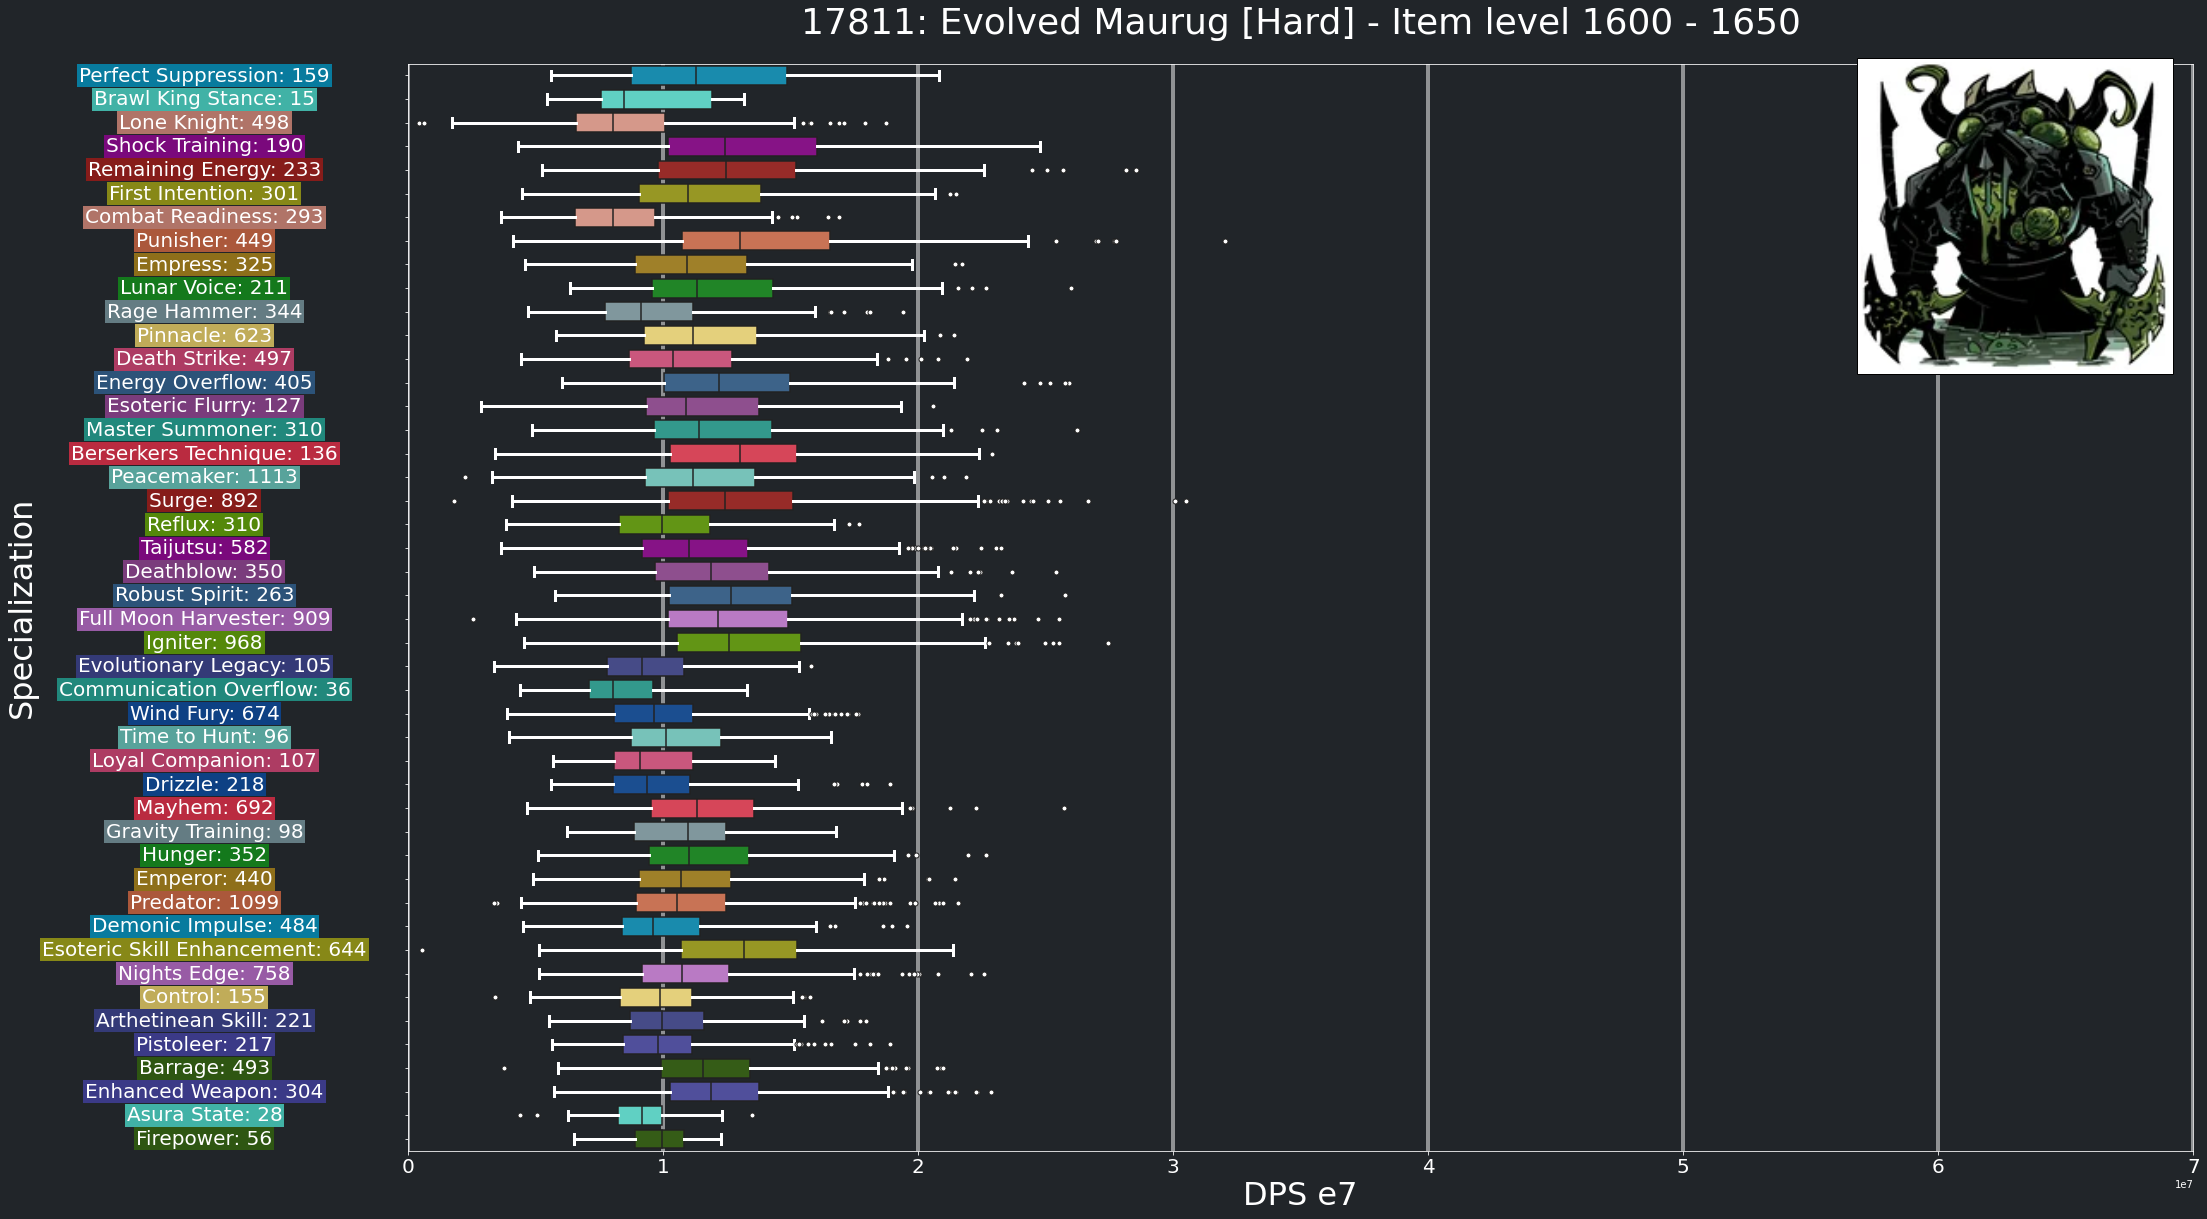 17811: Evolved Maurug [Hard] - Item level 1600 - 1650
Perfect Suppression: 159
Brawl King Stance: 15
Lone Knight: 498
Shock Training: 190
Remaining Energy: 233
First Intention: 301
Combat Readiness: 293
Punisher: 449
Empress: 325
Lunar Voice: 211
Rage Hammer: 344
Pinnacle: 623
Death Strike: 497
Energy Overflow: 405
Esoteric Flurry: 127
Master Summoner: 310
Berserkers Technique: 136
Peacemaker: 1113
Surge: 892
Reflux: 310
Taijutsu: 582
Deathblow: 350
Robust Spirit: 263
Full Moon Harvester: 909
Igniter: 968
Evolutionary Legacy: 105
Communication Overflow: 36
Wind Fury: 674
Time to Hunt: 96
Loyal Companion: 107
Drizzle: 218
Mayhem: 692
Gravity Training: 98
Hunger: 352
Emperor: 440
Predator: 1099
Demonic Impulse: 484
Esoteric Skill Enhancement: 644
Nights Edge: 758
Control: 155
Arthetinean Skill: 221
Pistoleer: 217
Barrage: 493
Enhanced Weapon: 304
Asura State: 28
Firepower: 56
Specialization
0 1 2 3 4 5 6 7
1e7
DPS e7